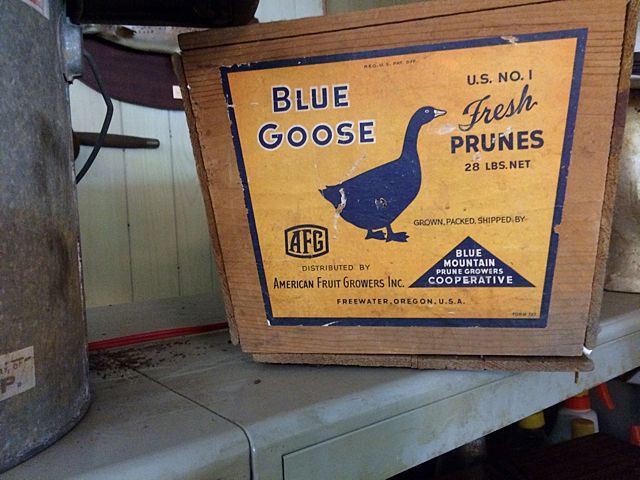 REG. U.S. PAT. OFF.
BLUE
GOOSE
U.S. NO. 1
Fresh
PRUNES
28 LBS. NET
GROWN, PACKED, SHIPPED BY
BLUE
MOUNTAIN
PRUNE GROWERS
COOPERATIVE
AFG
DISTRIBUTED BY
AMERICAN FRUIT GROWERS INC.
FREEWATER, OREGON, U.S.A.